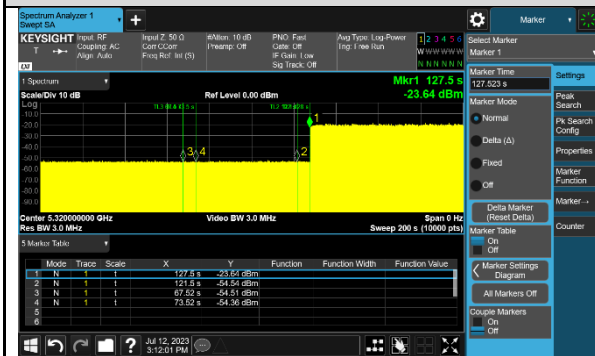 Spectrum Analyzer 1
Swept SA
Marker
KEYSIGHT Input: RF Input Z: 50 Ω #Atten: 10 dB PNO: Fast Avg Type: Log-Power 1 2 3 4 5 6
Coupling: AC Corr CCorr Preamp: Off Gate: Off Trig: Free Run
Align: Auto Freq Ref: Int (S) IF Gain: Low
Sig Track: Off
W W W W W W
N N N N N N
Select Marker
Marker 1
1 Spectrum
Mkr1 127.5 s
Scale/Div 10 dB Ref Level 0.00 dBm -23.64 dBm
Log
-10.0
-20.0
-30.0
-40.0
-50.0
-60.0
-70.0
-80.0
-90.0
1
2
3
4
Center 5.320000000 GHz Video BW 3.0 MHz Span 0 Hz
Res BW 3.0 MHz Sweep 200 s (10000 pts)
5 Marker Table
Mode Trace Scale X Y Function Function Width Function Value
1 N 1 t 127.5 s -23.64 dBm
2 N 1 t 121.5 s -54.54 dBm
3 N 1 t 67.52 s -54.51 dBm
4 N 1 t 73.52 s -54.36 dBm
5
6
Jul 12, 2023
3:12:01 PM
Marker Time
127.523 s
Marker Mode
Normal
Delta (Δ)
Fixed
Off
Delta Marker
(Reset Delta)
Marker Table
On
Off
Marker Settings
Diagram
All Markers Off
Couple Markers
On
Off
Settings
Peak
Search
Pk Search
Config
Properties
Marker
Function
Marker→
Counter